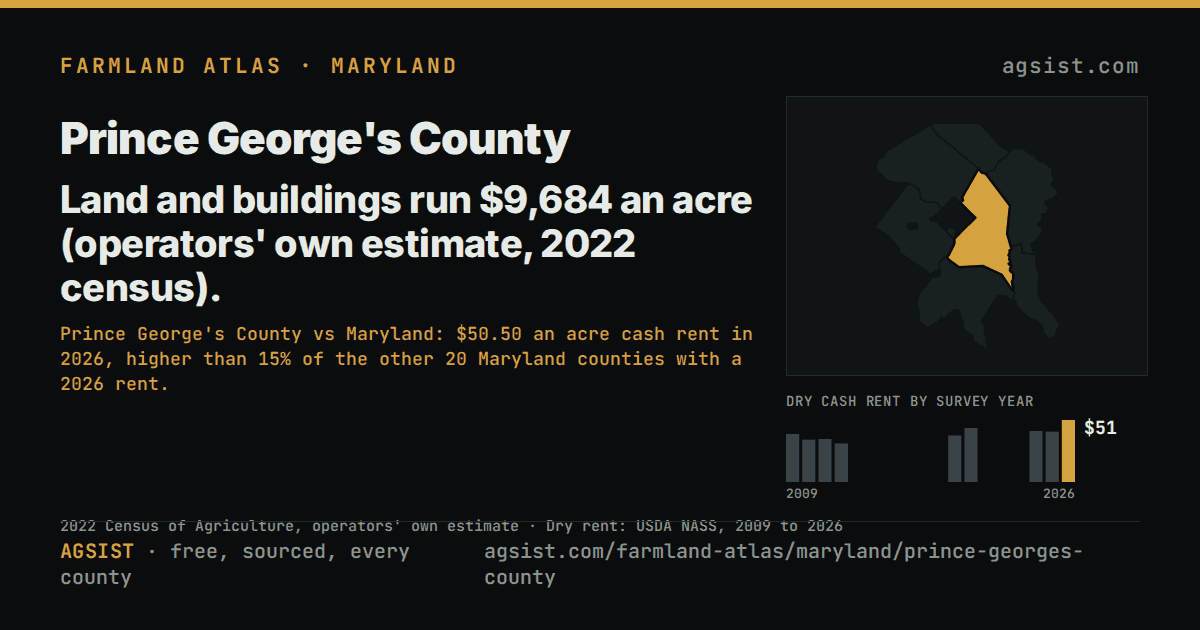 FARMLAND ATLAS · MARYLAND
agsist.com
Prince George's County
Land and buildings run $9,684 an acre
(operators' own estimate, 2022
census).
Prince George's County vs Maryland: $50.50 an acre cash rent in
2026, higher than 15% of the other 20 Maryland counties with a
2026 rent.
DRY CASH RENT BY SURVEY YEAR
$51
2009
2026
2022 Census of Agriculture, operators' own estimate · Dry rent: USDA NASS, 2009 to 2026
AGSIST · free, sourced, every
county
agsist.com/farmland-atlas/maryland/prince-georges-
county